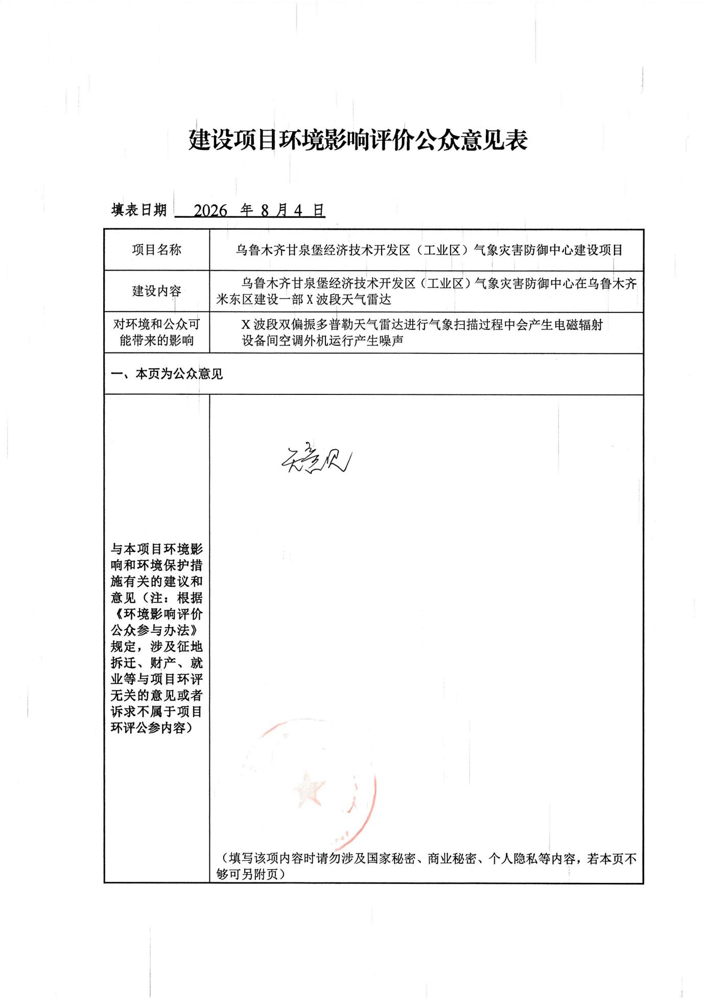 建设项目环境影响评价公众意见表
填表日期 2026 年 8 月 4 日
项目名称
乌鲁木齐甘泉堡经济技术开发区（工业区）气象灾害防御中心建设项目
建设内容
乌鲁木齐甘泉堡经济技术开发区（工业区）气象灾害防御中心在乌鲁木齐
米东区建设一部 X 波段天气雷达
对环境和公众可
能带来的影响
X 波段双偏振多普勒天气雷达进行气象扫描过程中会产生电磁辐射
设备间空调外机运行产生噪声
一、本页为公众意见
与本项目环境影
响和环境保护措
施有关的建议和
意见（注：根据
《环境影响评价
公众参与办法》
规定，涉及征地
拆迁、财产、就
业等与项目环评
无关的意见或者
诉求不属于项目
环评公参内容）
无意见
（填写该项内容时请勿涉及国家秘密、商业秘密、个人隐私等内容，若本页不
够可另附页）